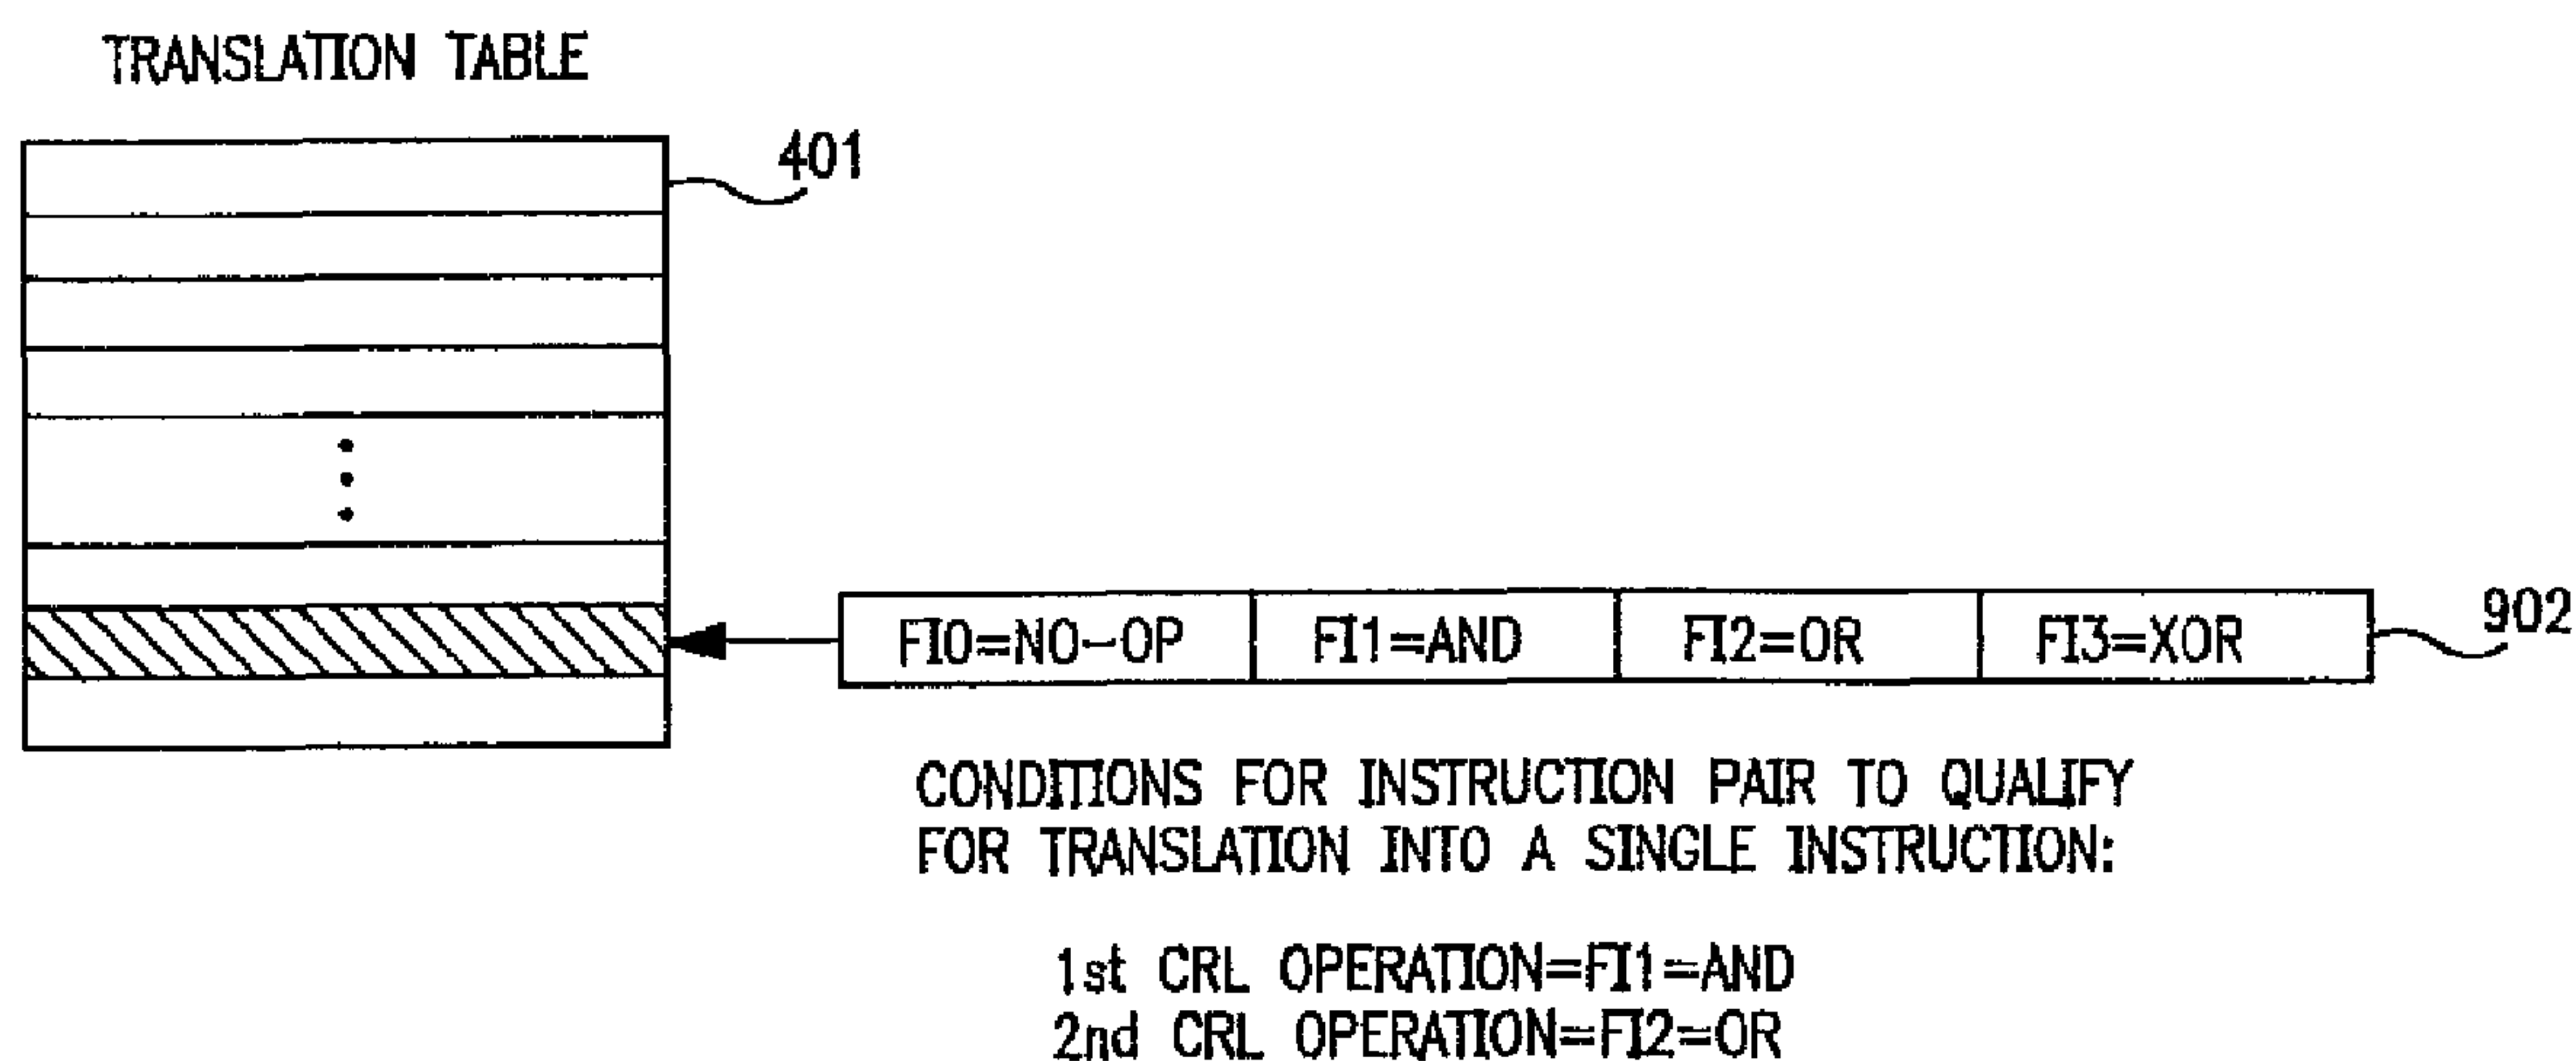 TRANSLATION TABLE
401
FI0=NO-OP FI1=AND FI2=OR FI3=XOR
902
CONDITIONS FOR INSTRUCTION PAIR TO QUALIFY
FOR TRANSLATION INTO A SINGLE INSTRUCTION:
1st CRL OPERATION=FI1=AND
2nd CRL OPERATION=FI2=OR